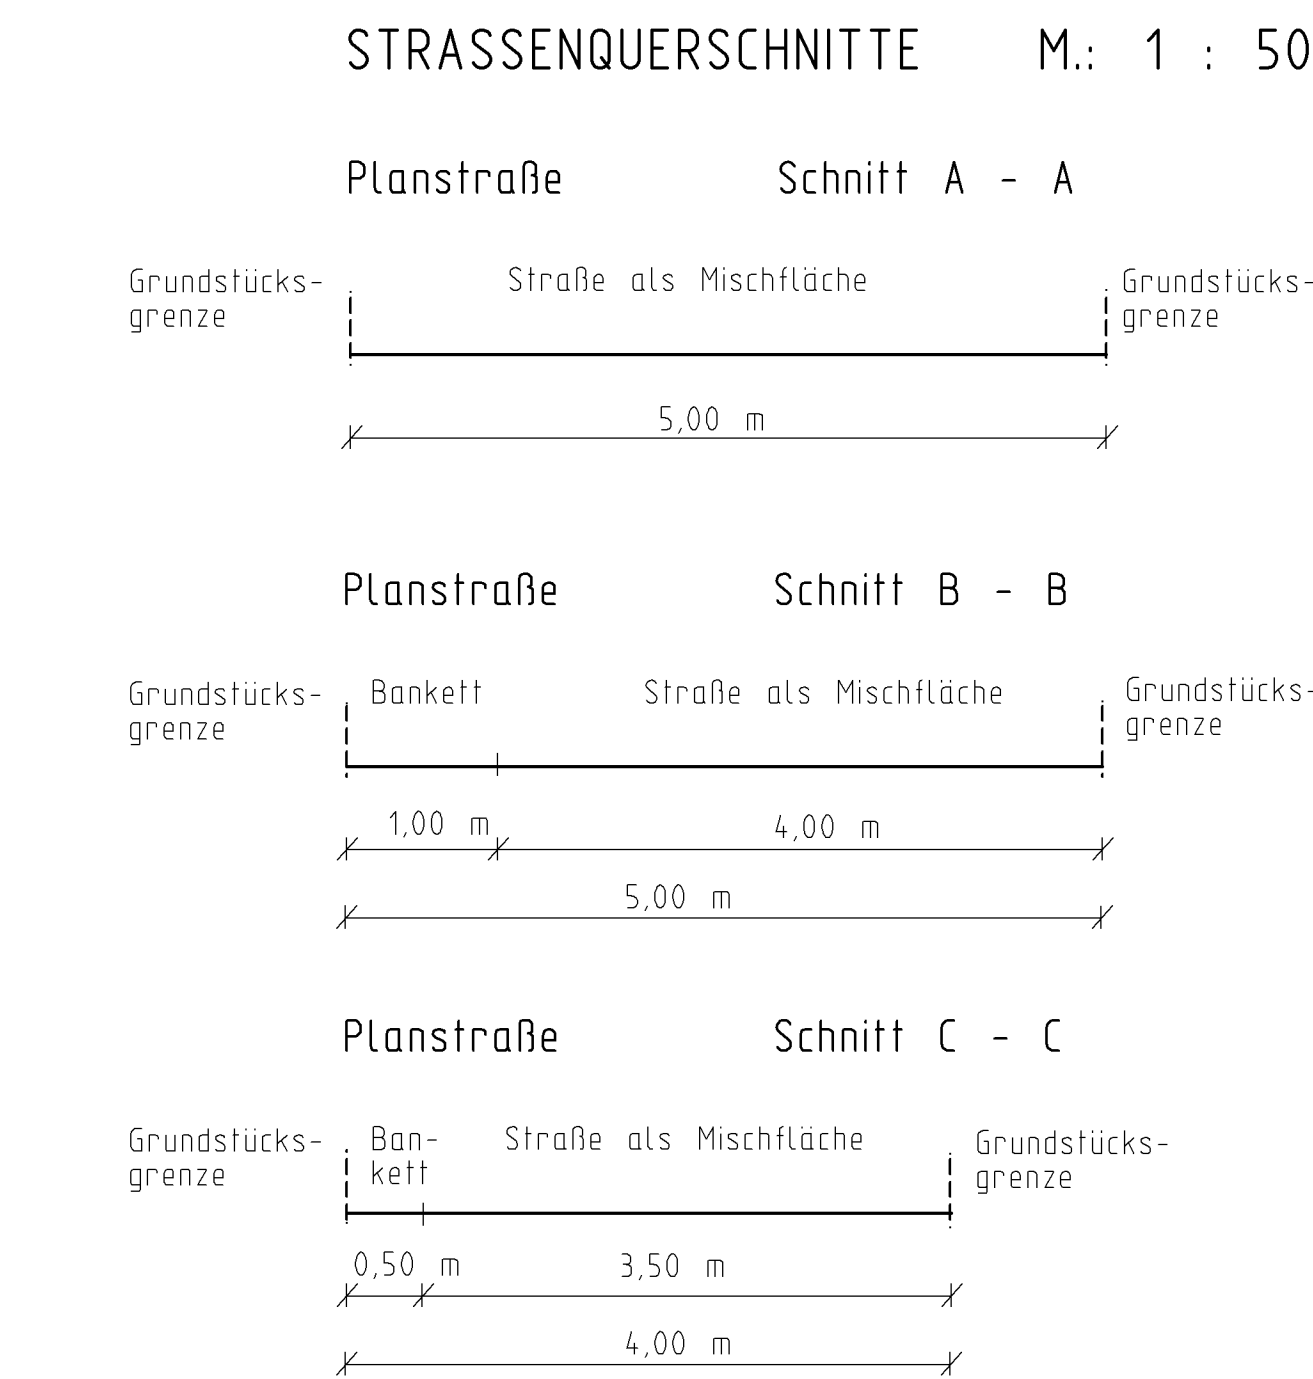 STRASSENQUERSCHNITTE M.: 1 : 50
Planstraße Schnitt A - A
Grundstücks-
grenze
Straße als Mischfläche
Grundstücks-
grenze
5,00 m
Planstraße Schnitt B - B
Grundstücks-
grenze
Bankett
Straße als Mischfläche
Grundstücks-
grenze
1,00 m
4,00 m
5,00 m
Planstraße Schnitt C - C
Grundstücks-
grenze
Ban-
kett
Straße als Mischfläche
Grundstücks-
grenze
0,50 m
3,50 m
4,00 m